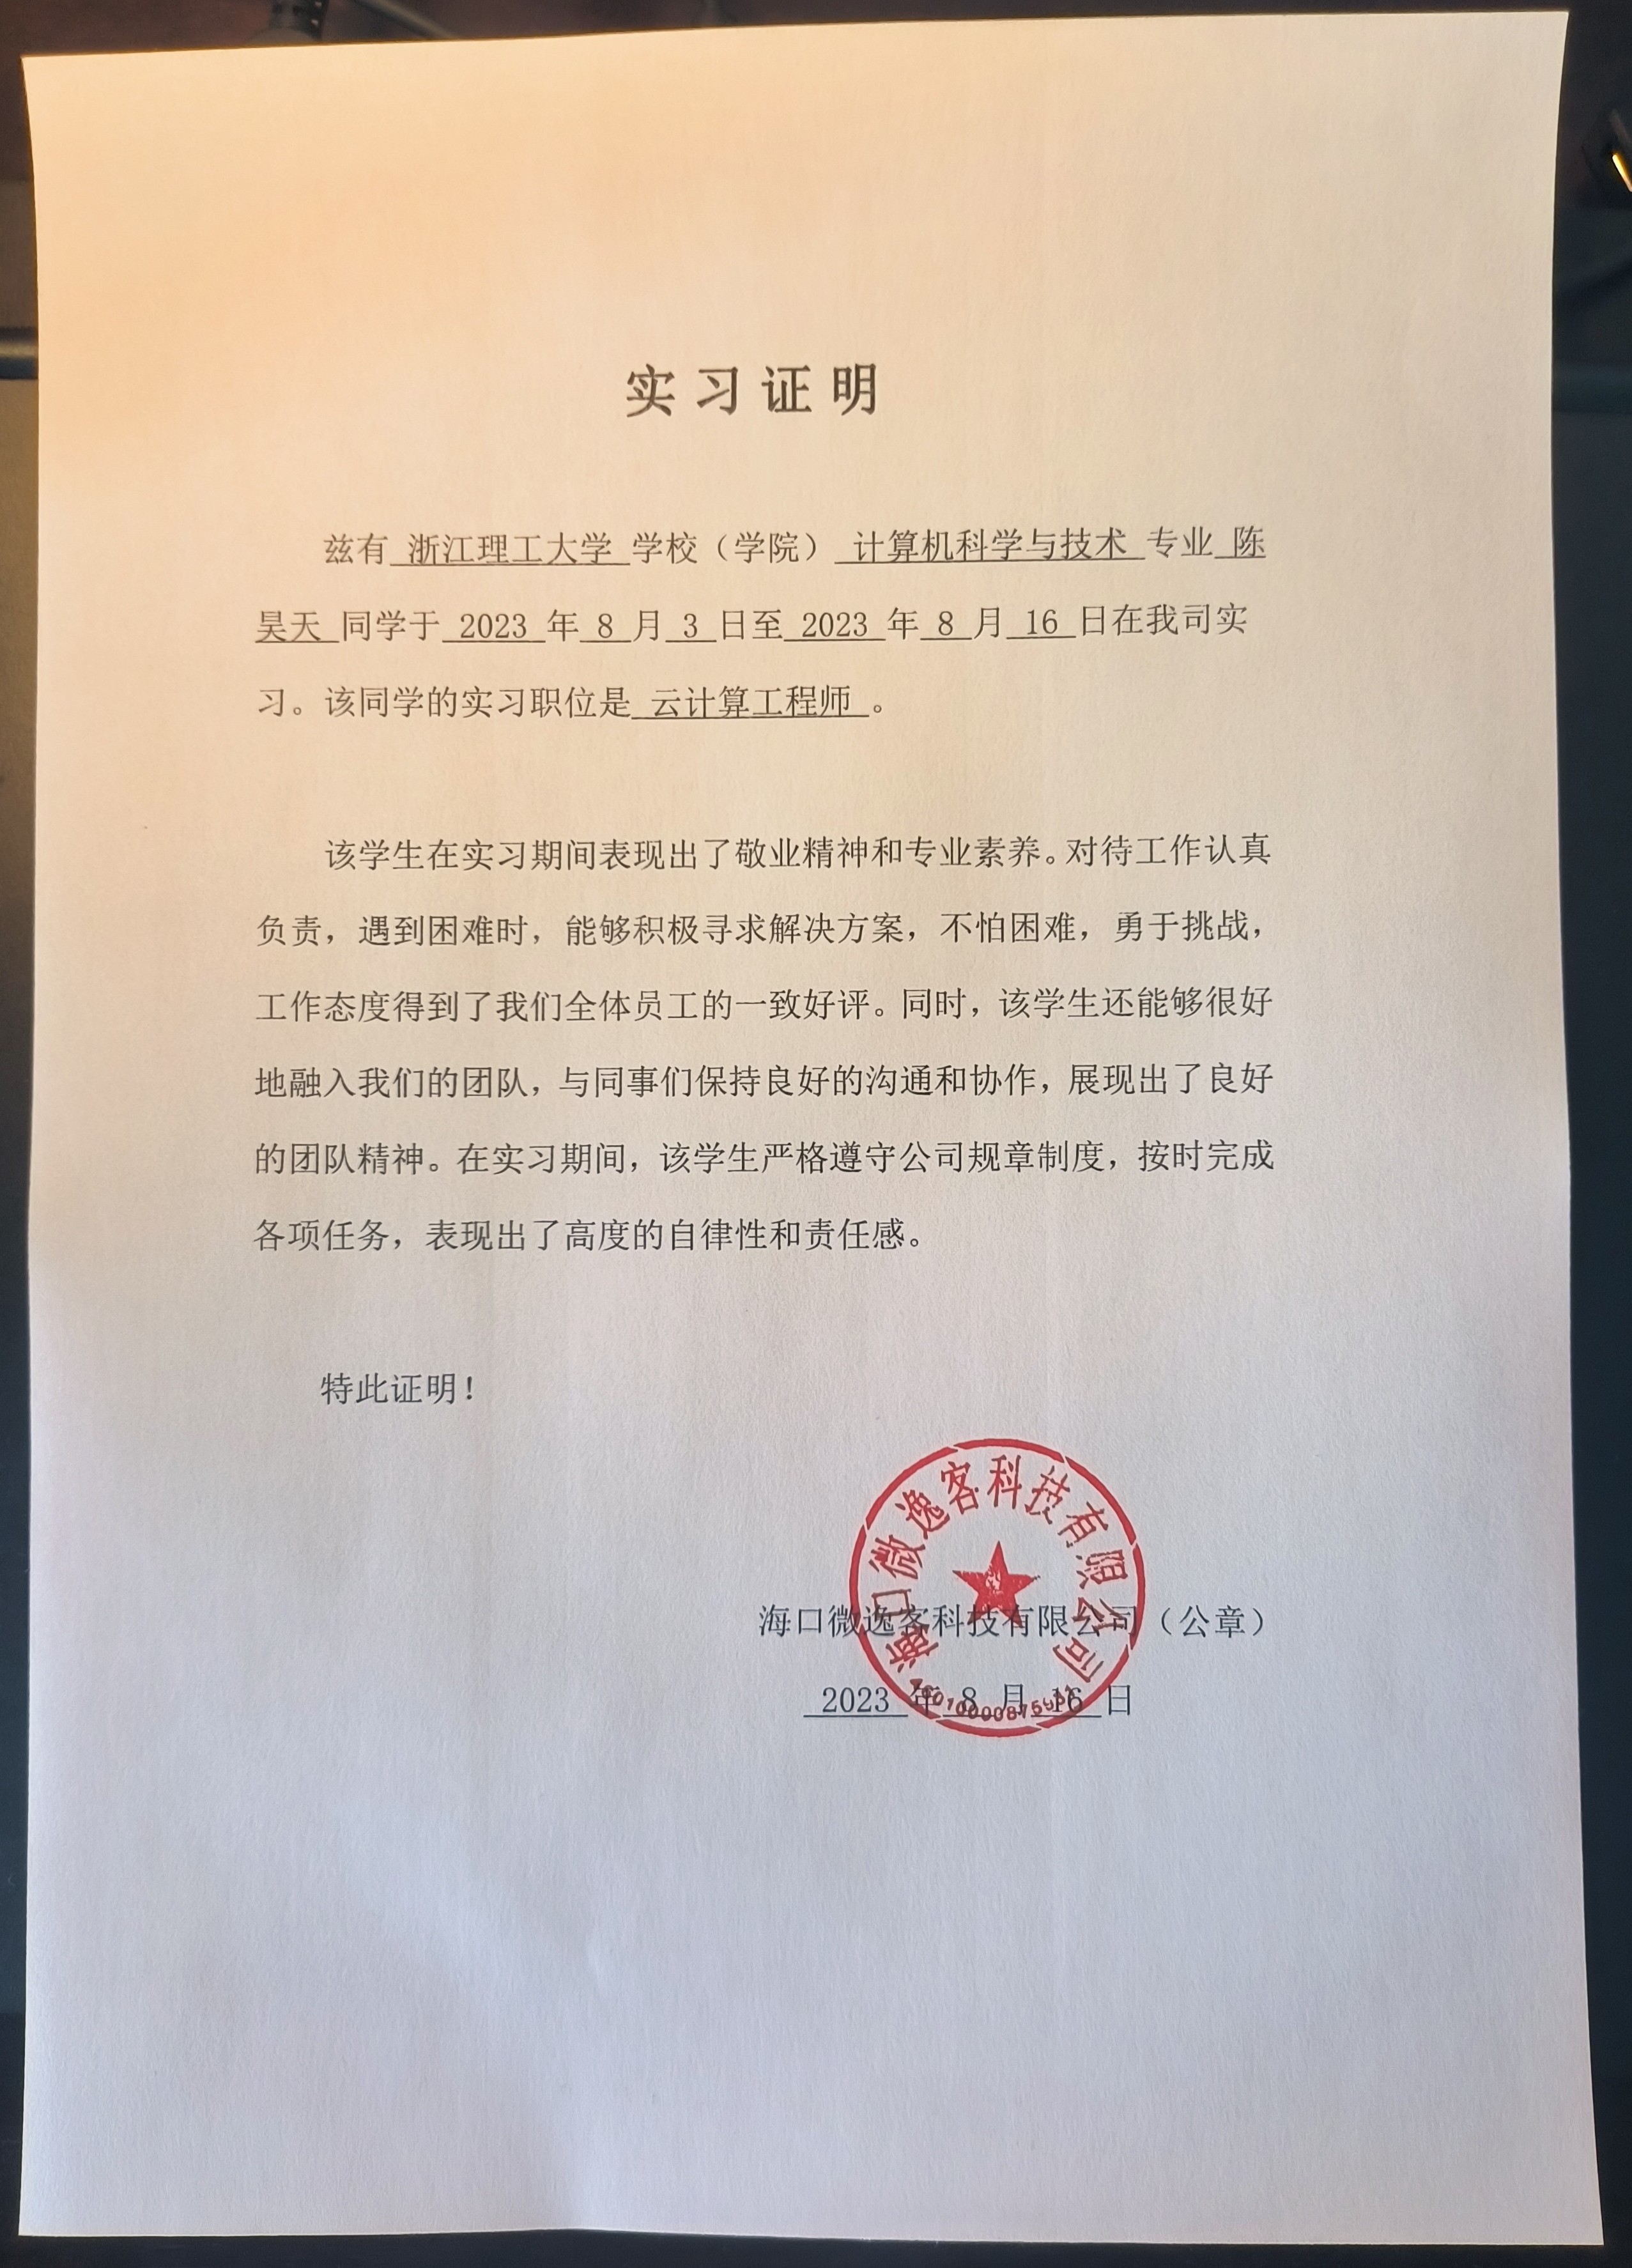 实习证明
兹有 浙江理工大学 学校（学院） 计算机科学与技术 专业 陈
昊天 同学于 2023 年 8 月 3 日至 2023 年 8 月 16 日在我司实
习。该同学的实习职位是 云计算工程师 。
该学生在实习期间表现出了敬业精神和专业素养。对待工作认真
负责，遇到困难时，能够积极寻求解决方案，不怕困难，勇于挑战，
工作态度得到了我们全体员工的一致好评。同时，该学生还能够很好
地融入我们的团队，与同事们保持良好的沟通和协作，展现出了良好
的团队精神。在实习期间，该学生严格遵守公司规章制度，按时完成
各项任务，表现出了高度的自律性和责任感。
特此证明！
海口微逸客科技有限公司
海口微逸客科技有限公司（公章）
2023 年 8 月 16 日